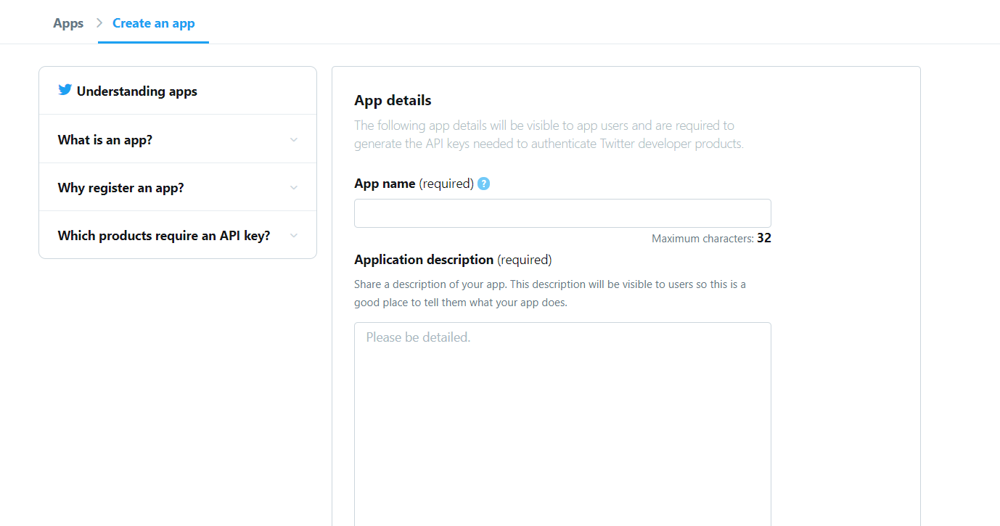 Apps > Create an app
Understanding apps
What is an app?
Why register an app?
Which products require an API key?
App details
The following app details will be visible to app users and are required to
generate the API keys needed to authenticate Twitter developer products.
App name (required) ?
Maximum characters: 32
Application description (required)
Share a description of your app. This description will be visible to users so this is a
good place to tell them what your app does.
Please be detailed.